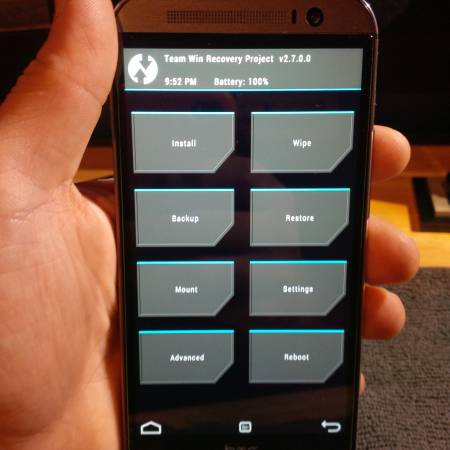 Team Win Recovery Project v2.7.0.0
9:52 PM Battery: 100%
Install Wipe
Backup Restore
Mount Settings
Advanced Reboot